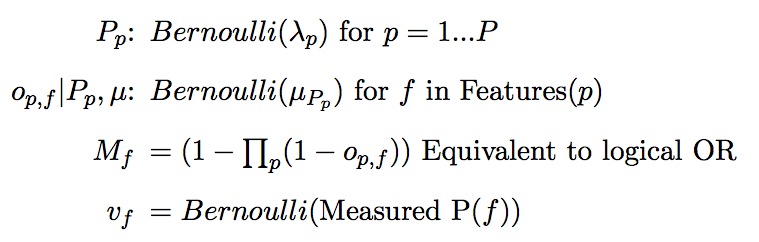 P_p: Bernoulli(λ_p) for p = 1...P
o_{p,f}|P_p, μ: Bernoulli(μ_{P_p}) for f in Features(p)
M_f = (1 − ∏_p(1 − o_{p,f})) Equivalent to logical OR
v_f = Bernoulli(Measured P(f))